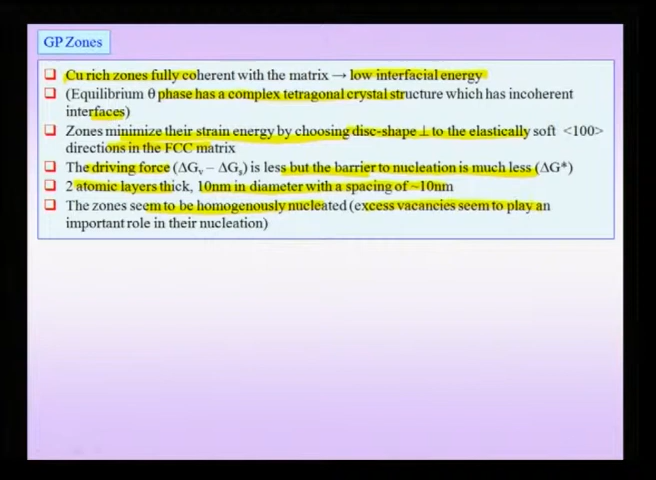 GP Zones
❑ Cu rich zones fully coherent with the matrix → low interfacial energy
❑ (Equilibrium θ phase has a complex tetragonal crystal structure which has incoherent
interfaces)
❑ Zones minimize their strain energy by choosing disc-shape ⊥ to the elastically soft <100>
directions in the FCC matrix
❑ The driving force (ΔGv − ΔGs) is less but the barrier to nucleation is much less (ΔG*)
❑ 2 atomic layers thick, 10nm in diameter with a spacing of ~10nm
❑ The zones seem to be homogenously nucleated (excess vacancies seem to play an
important role in their nucleation)